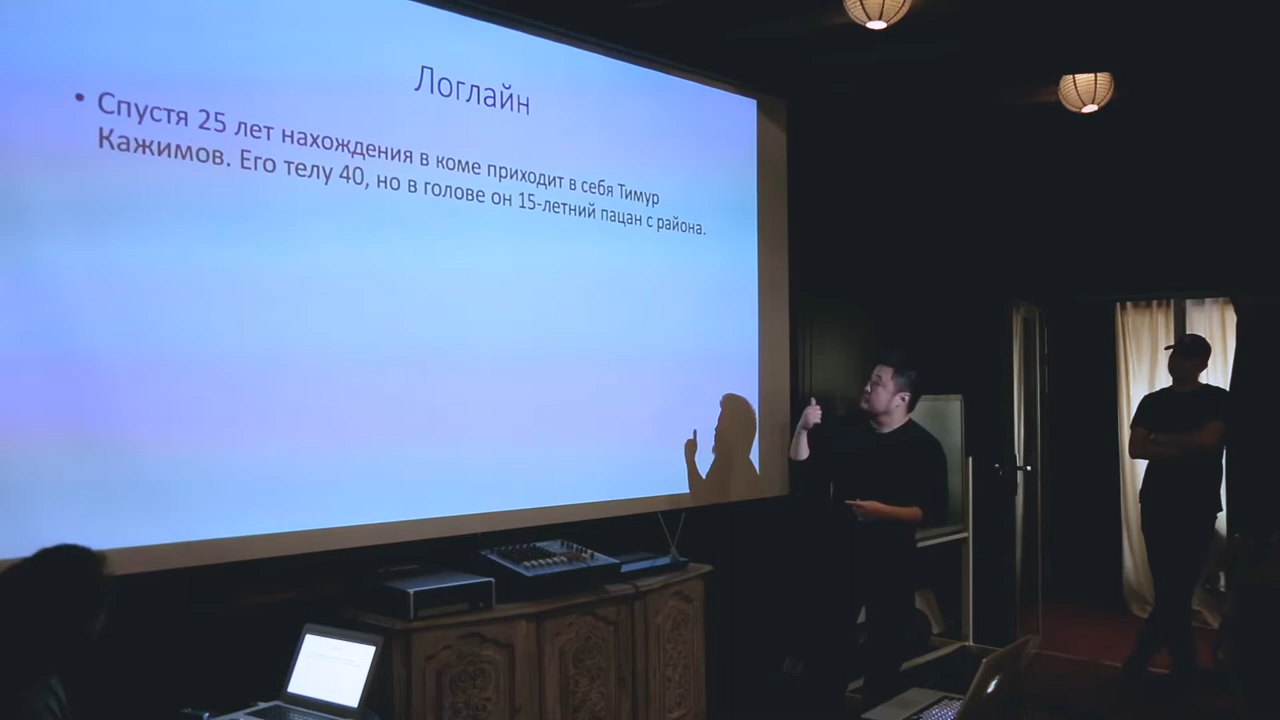 Логлайн
• Спустя 25 лет нахождения в коме приходит в себя Тимур
Кажимов. Его телу 40, но в голове он 15-летний пацан с района.